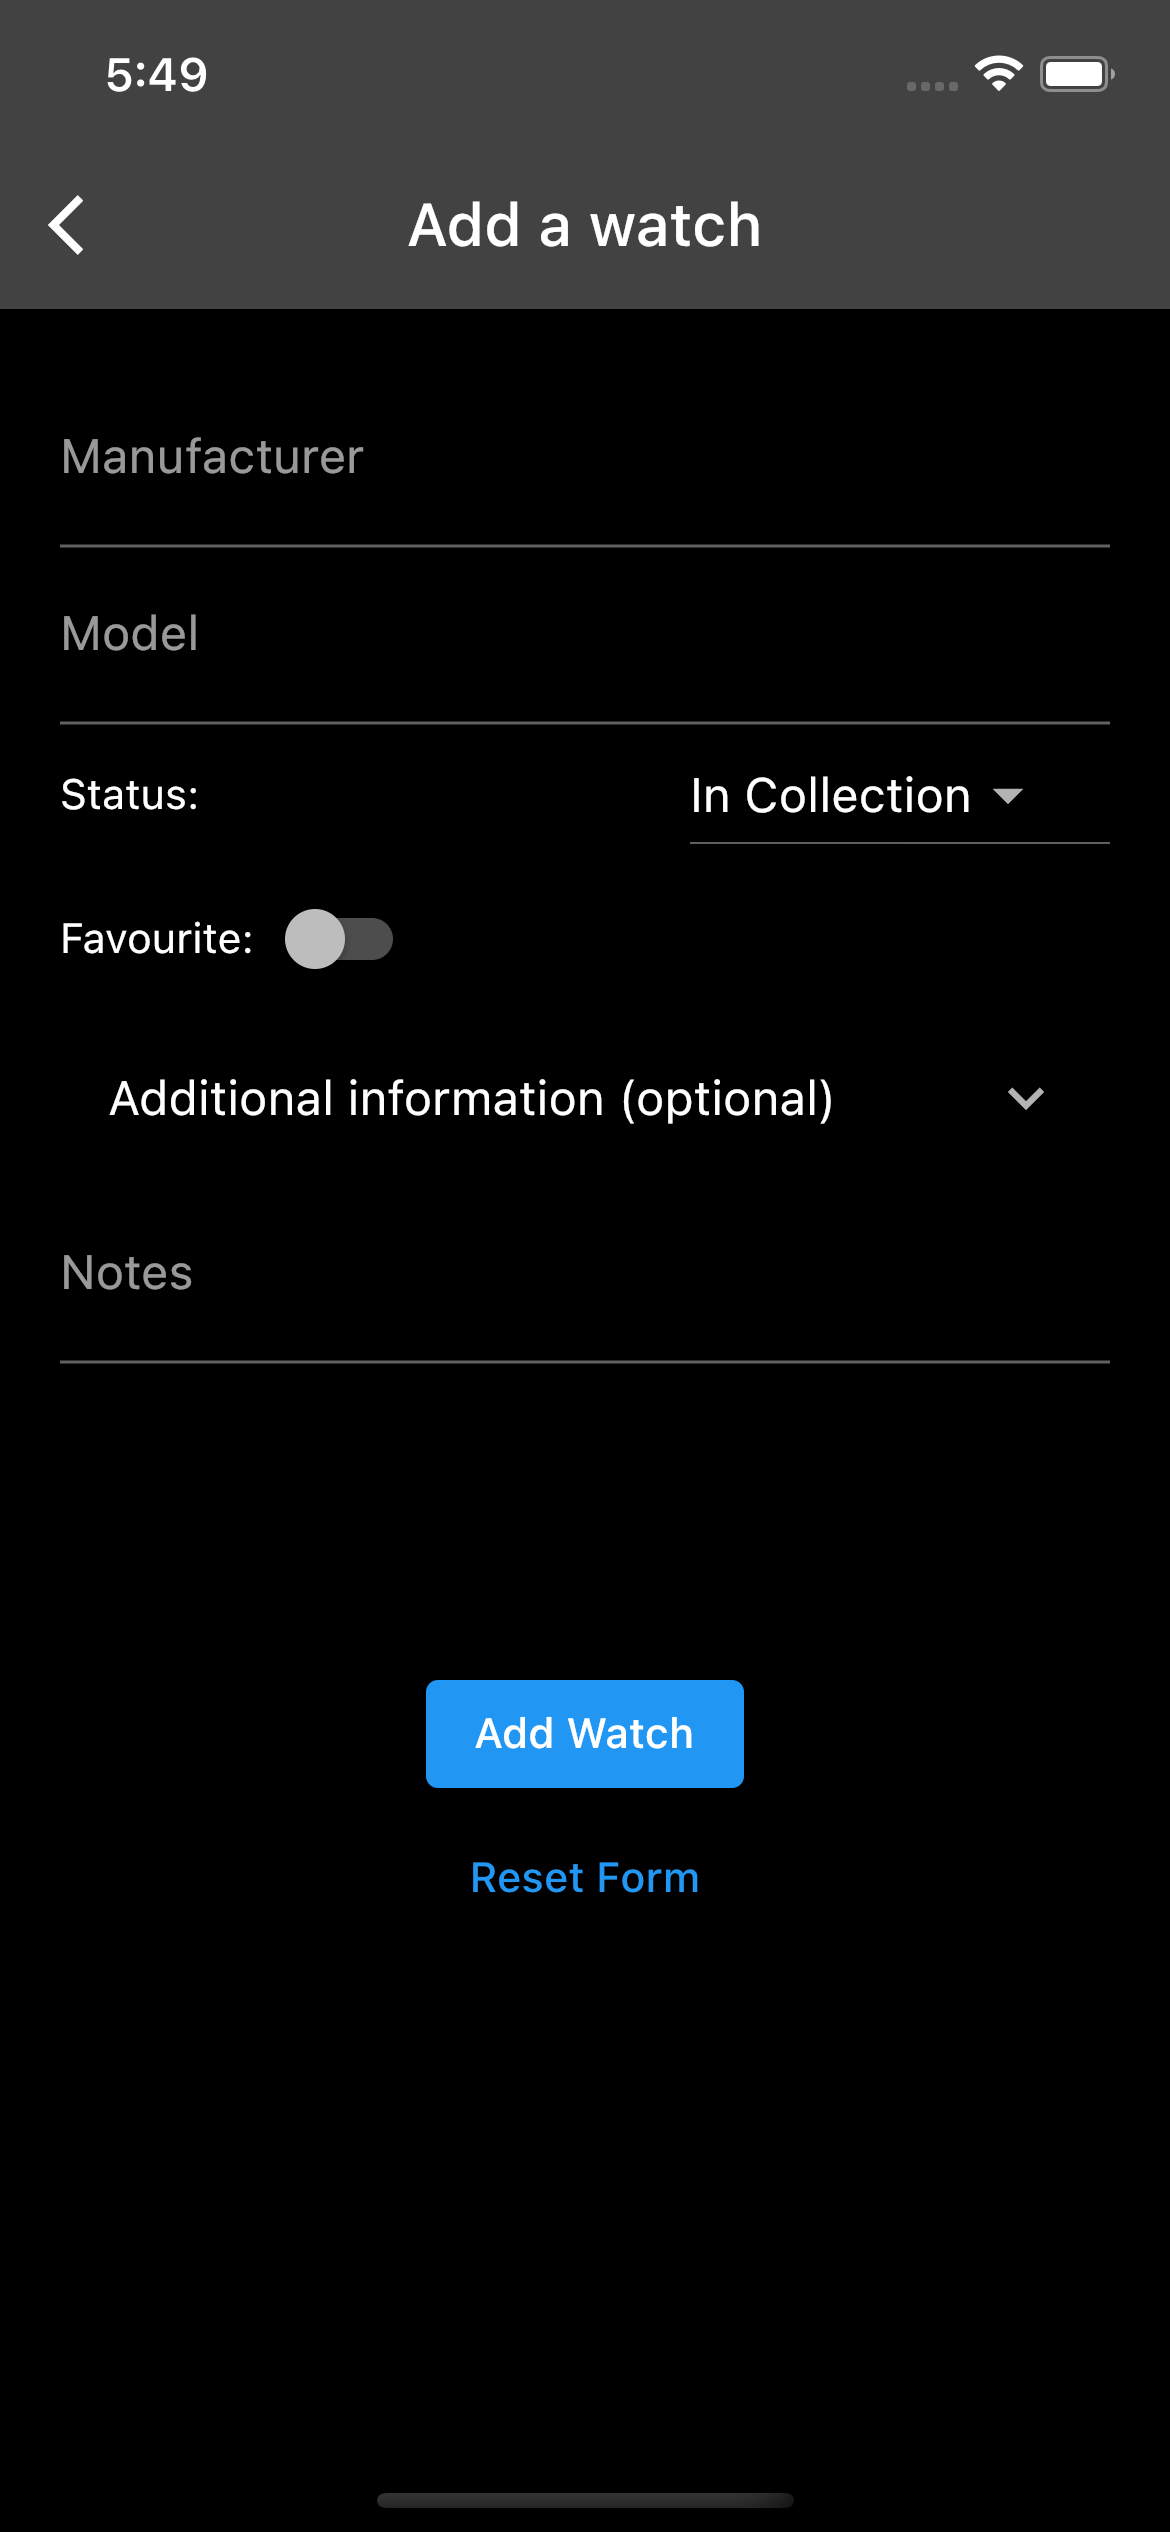 5:49
Add a watch
Manufacturer
Model
Status:
In Collection
Favourite:
Additional information (optional)
Notes
Add Watch
Reset Form